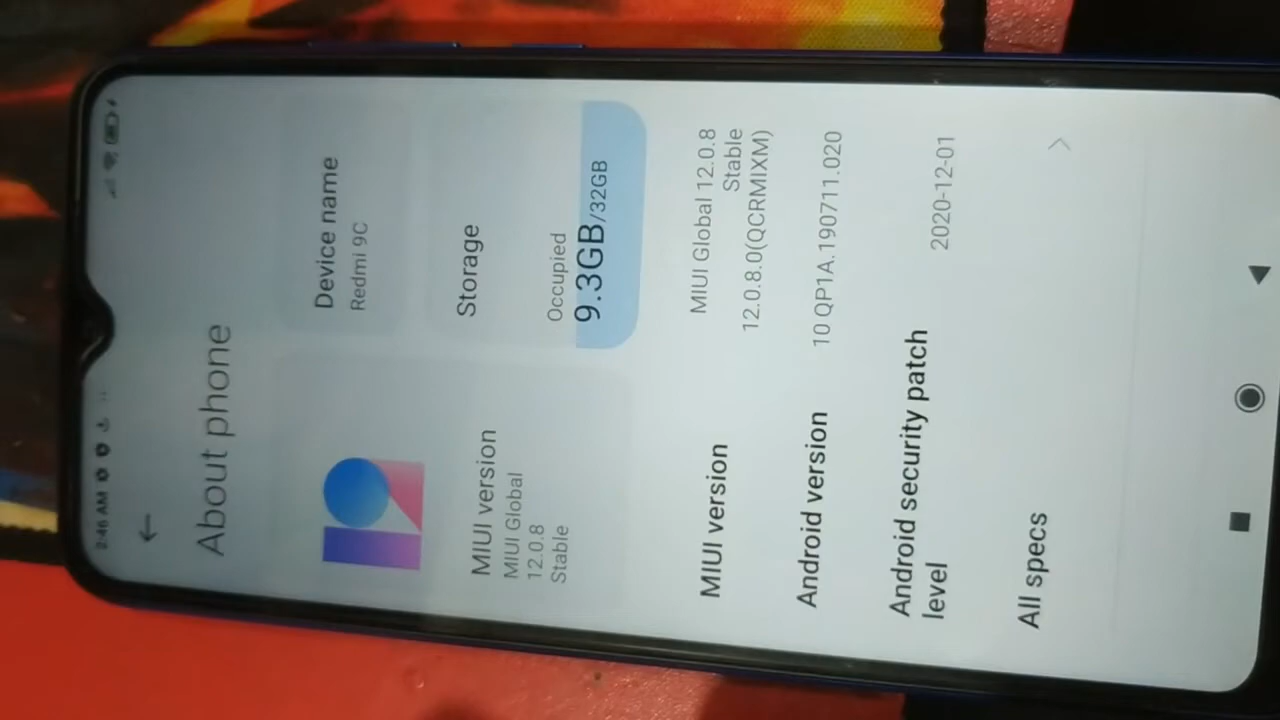 2:46 AM
About phone
MIUI version
MIUI Global
12.0.8
Stable
Device name
Redmi 9C
Storage
Occupied
9.3GB/32GB
MIUI version
MIUI Global 12.0.8
Stable
12.0.8.0(QCRMIXM)
Android version
10 QP1A.190711.020
Android security patch
level
2020-12-01
All specs